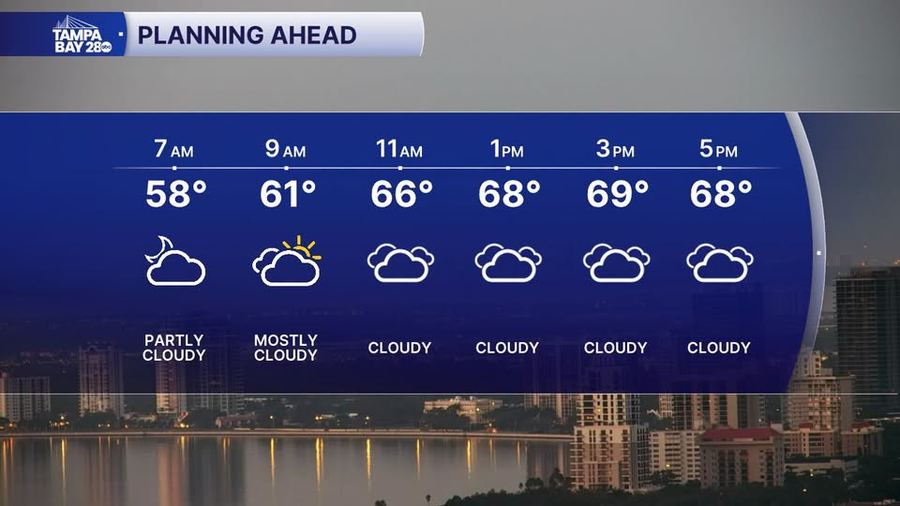 TAMPA
BAY 28 abc
PLANNING AHEAD
7 AM 9 AM 11 AM 1 PM 3 PM 5 PM
58° 61° 66° 68° 69° 68°
PARTLY
CLOUDY
MOSTLY
CLOUDY
CLOUDY
CLOUDY
CLOUDY
CLOUDY